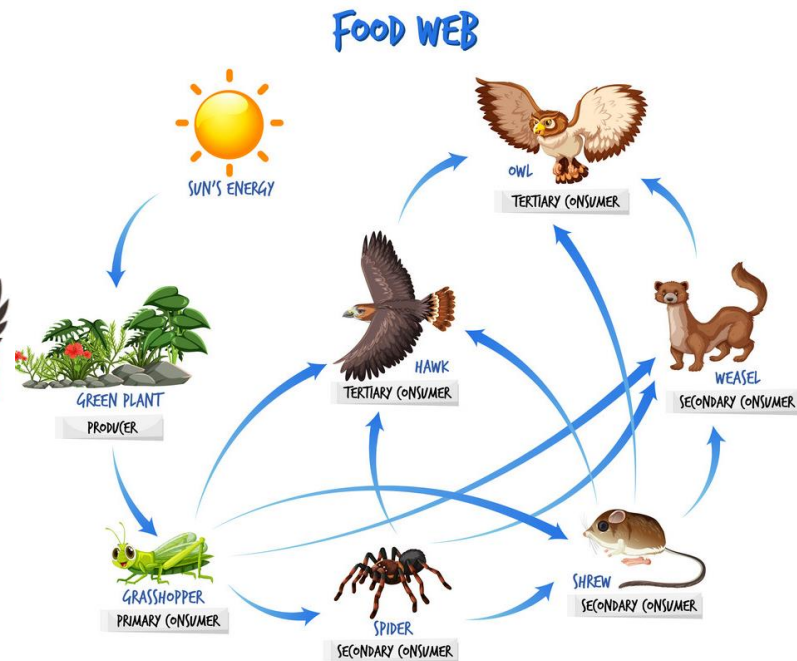 FOOD WEB
SUN'S ENERGY
OWL
TERTIARY CONSUMER
HAWK
TERTIARY CONSUMER
WEASEL
SECONDARY CONSUMER
GREEN PLANT
PRODUCER
GRASSHOPPER
PRIMARY CONSUMER
SPIDER
SECONDARY CONSUMER
SHREW
SECONDARY CONSUMER